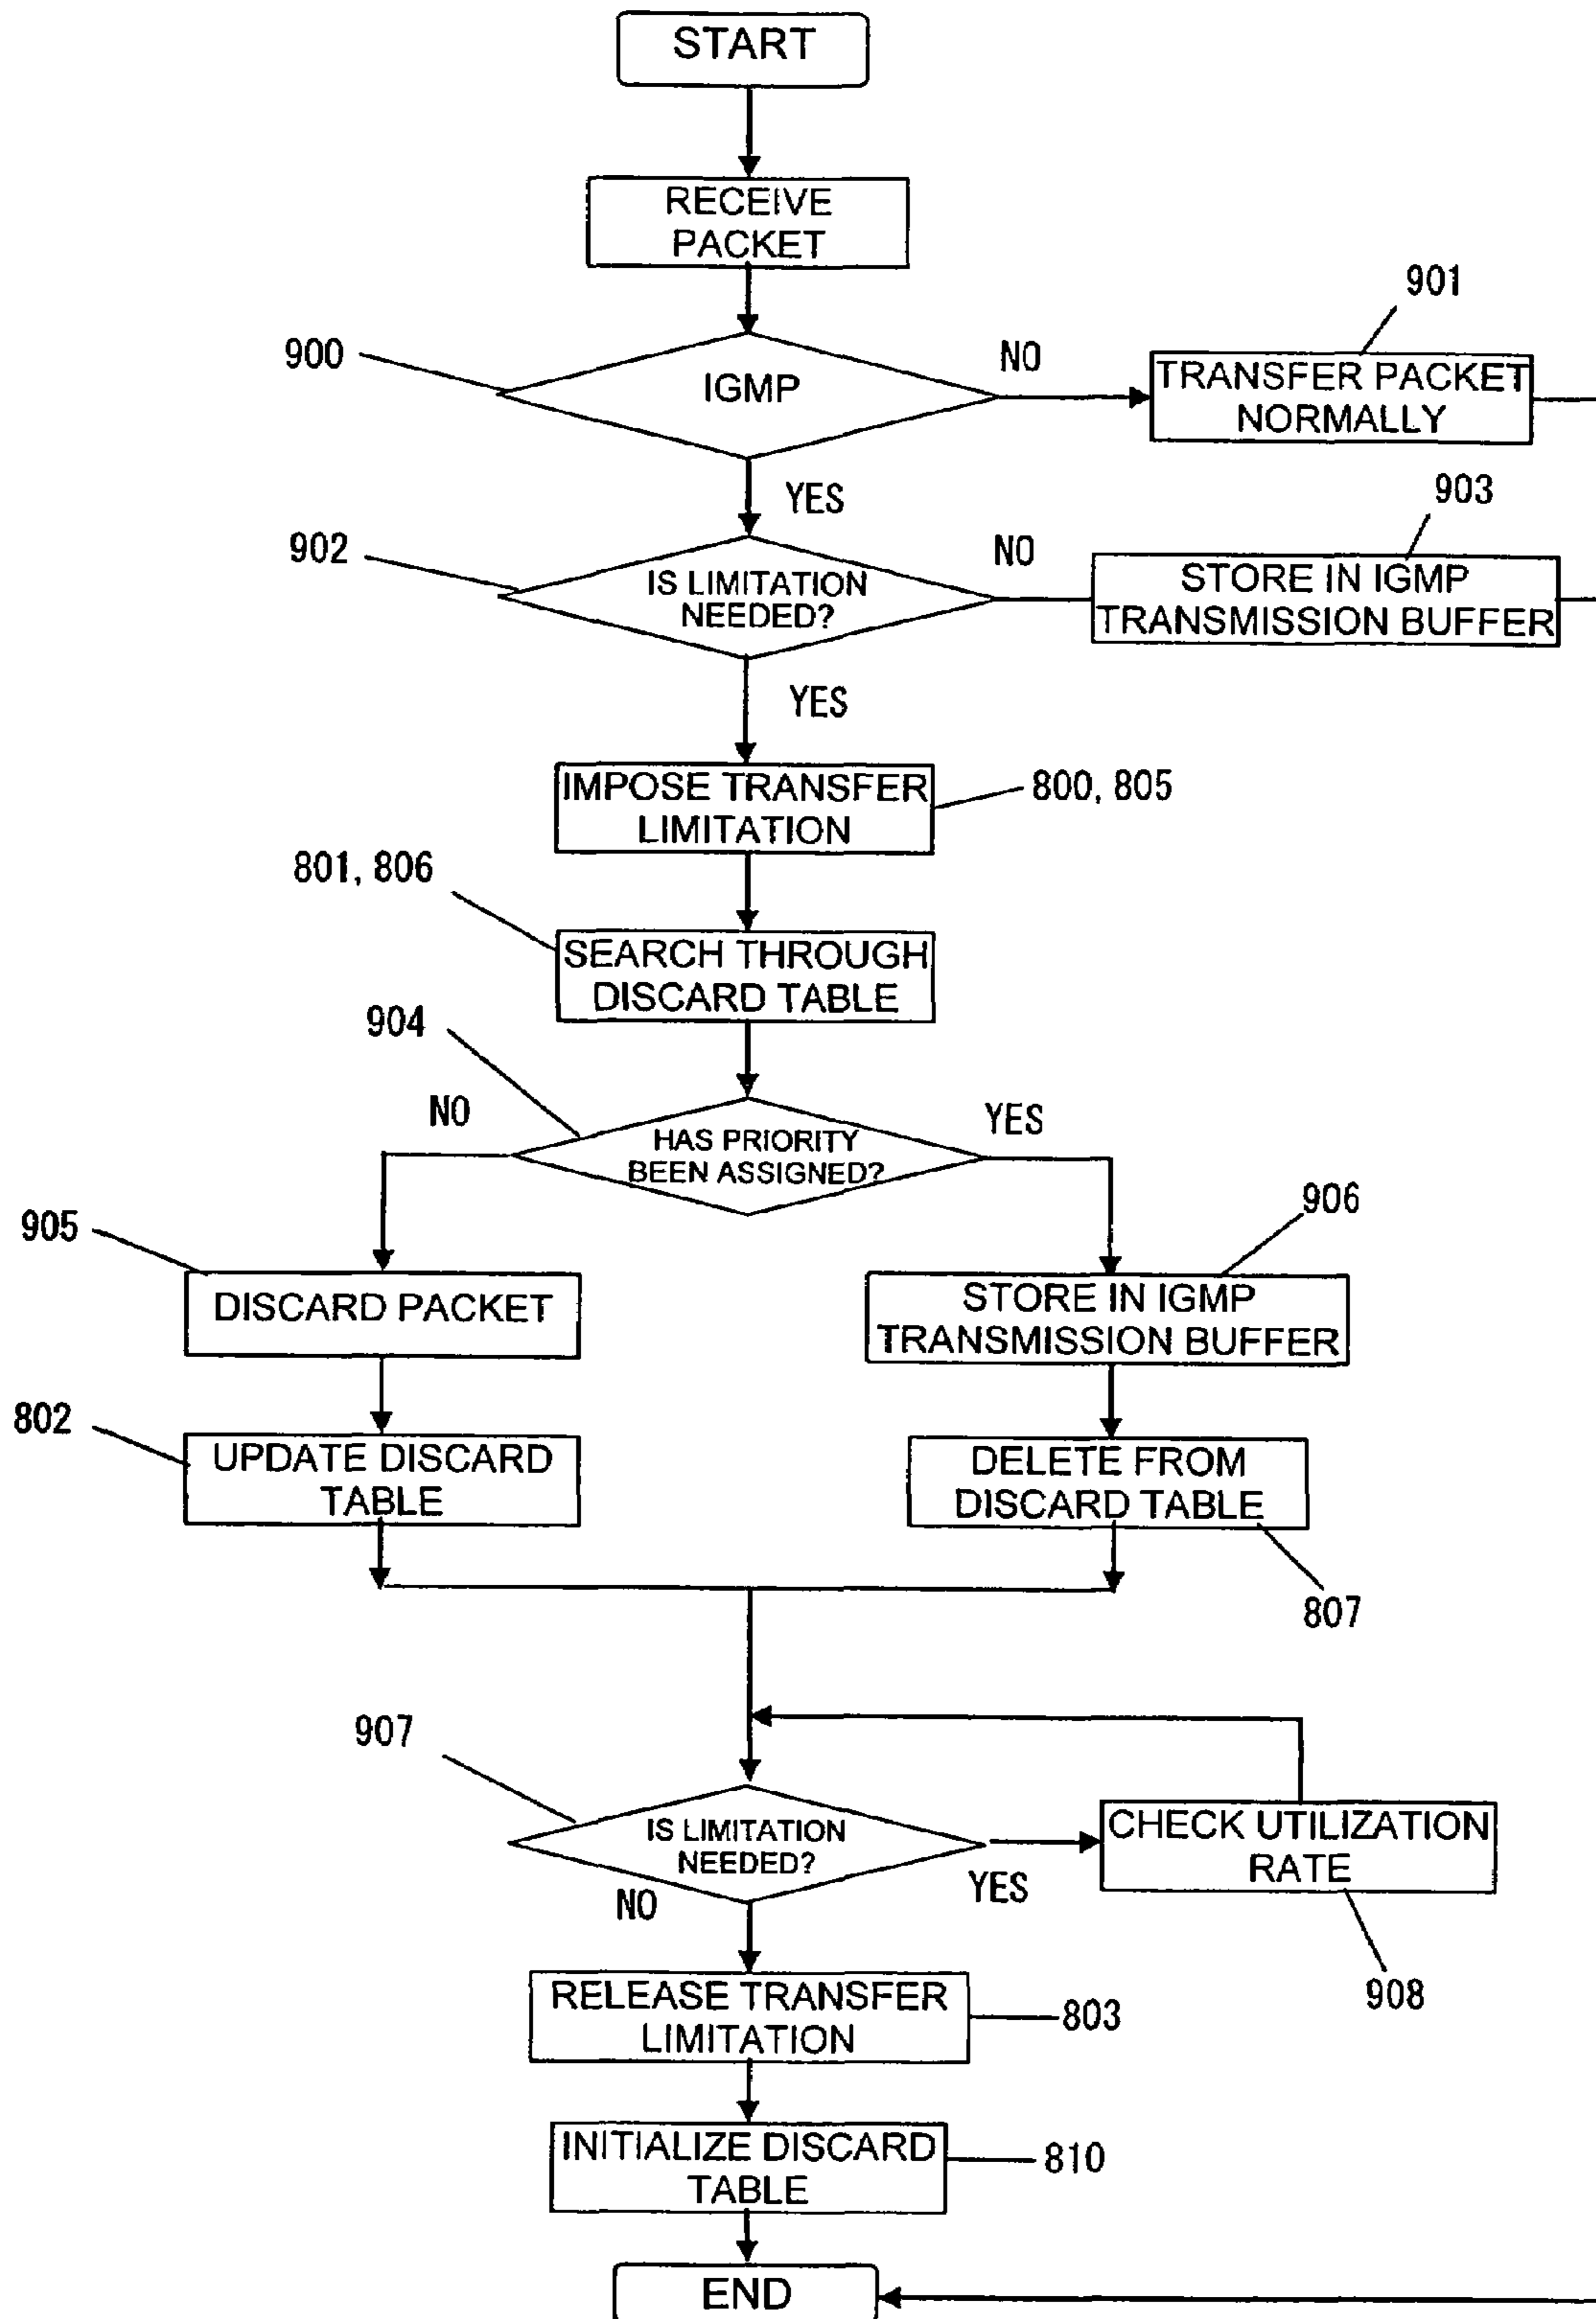 START
RECEIVE
PACKET
901
900
IGMP
NO
TRANSFER PACKET
NORMALLY
YES
903
902
IS LIMITATION
NEEDED?
NO
STORE IN IGMP
TRANSMISSION BUFFER
YES
IMPOSE TRANSFER
LIMITATION
800, 805
801, 806
SEARCH THROUGH
DISCARD TABLE
904
NO
HAS PRIORITY
BEEN ASSIGNED?
YES
905
906
DISCARD PACKET
STORE IN IGMP
TRANSMISSION BUFFER
802
UPDATE DISCARD
TABLE
DELETE FROM
DISCARD TABLE
807
907
IS LIMITATION
NEEDED?
CHECK UTILIZATION
RATE
YES
NO
908
RELEASE TRANSFER
LIMITATION
803
INITIALIZE DISCARD
TABLE
810
END